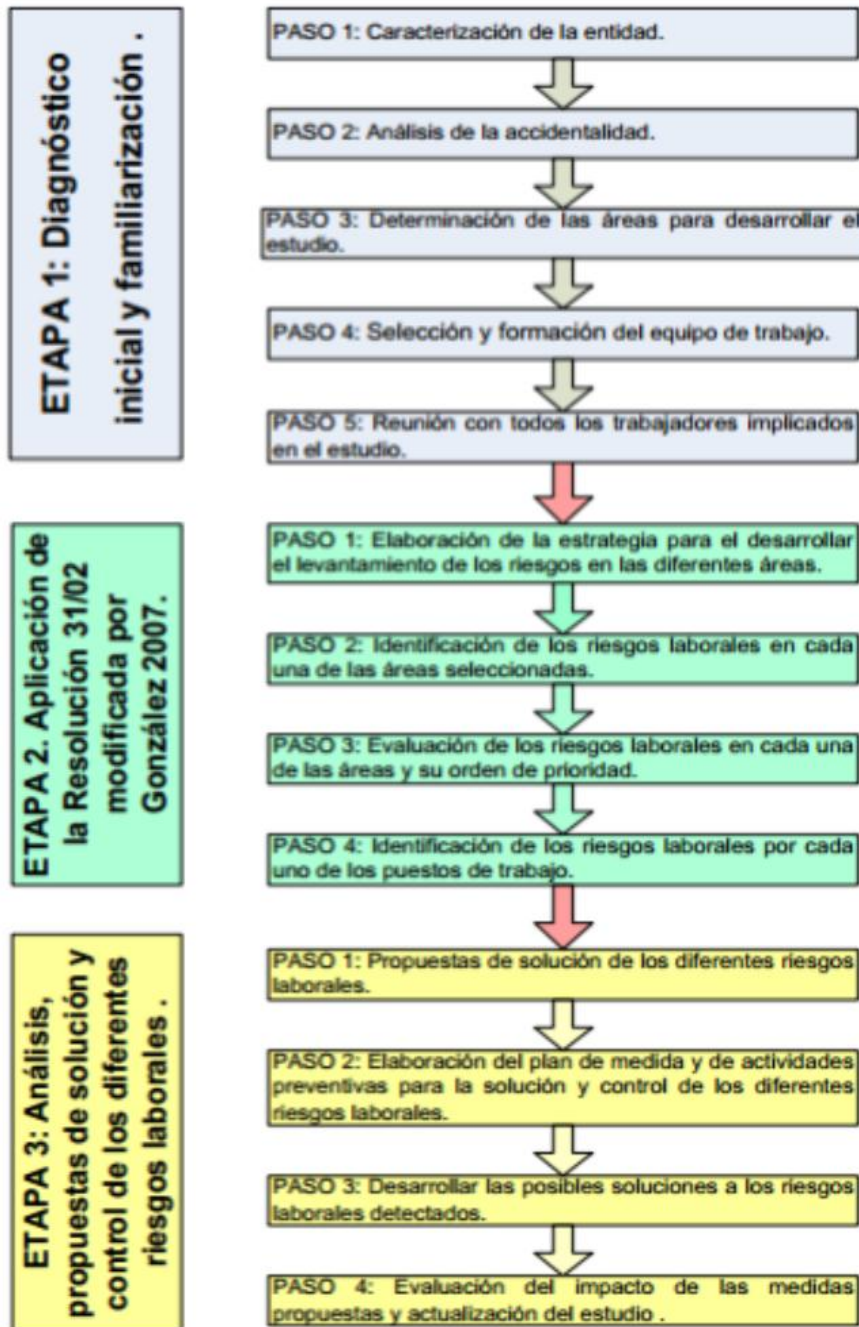 ETAPA 1: Diagnóstico
inicial y familiarización .
PASO 1: Caracterización de la entidad.
PASO 2: Análisis de la accidentalidad.
PASO 3: Determinación de las áreas para desarrollar el
estudio.
PASO 4: Selección y formación del equipo de trabajo.
PASO 5: Reunión con todos los trabajadores implicados
en el estudio.
ETAPA 2. Aplicación de
la Resolución 31/02
modificada por
González 2007.
PASO 1: Elaboración de la estrategia para el desarrollar
el levantamiento de los riesgos en las diferentes áreas.
PASO 2: Identificación de los riesgos laborales en cada
una de las áreas seleccionadas.
PASO 3: Evaluación de los riesgos laborales en cada una
de las áreas y su orden de prioridad.
PASO 4: Identificación de los riesgos laborales por cada
uno de los puestos de trabajo.
ETAPA 3: Análisis,
propuestas de solución y
control de los diferentes
riesgos laborales .
PASO 1: Propuestas de solución de los diferentes riesgos
laborales.
PASO 2: Elaboración del plan de medida y de actividades
preventivas para la solución y control de los diferentes
riesgos laborales.
PASO 3: Desarrollar las posibles soluciones a los riesgos
laborales detectados.
PASO 4: Evaluación del impacto de las medidas
propuestas y actualización del estudio .